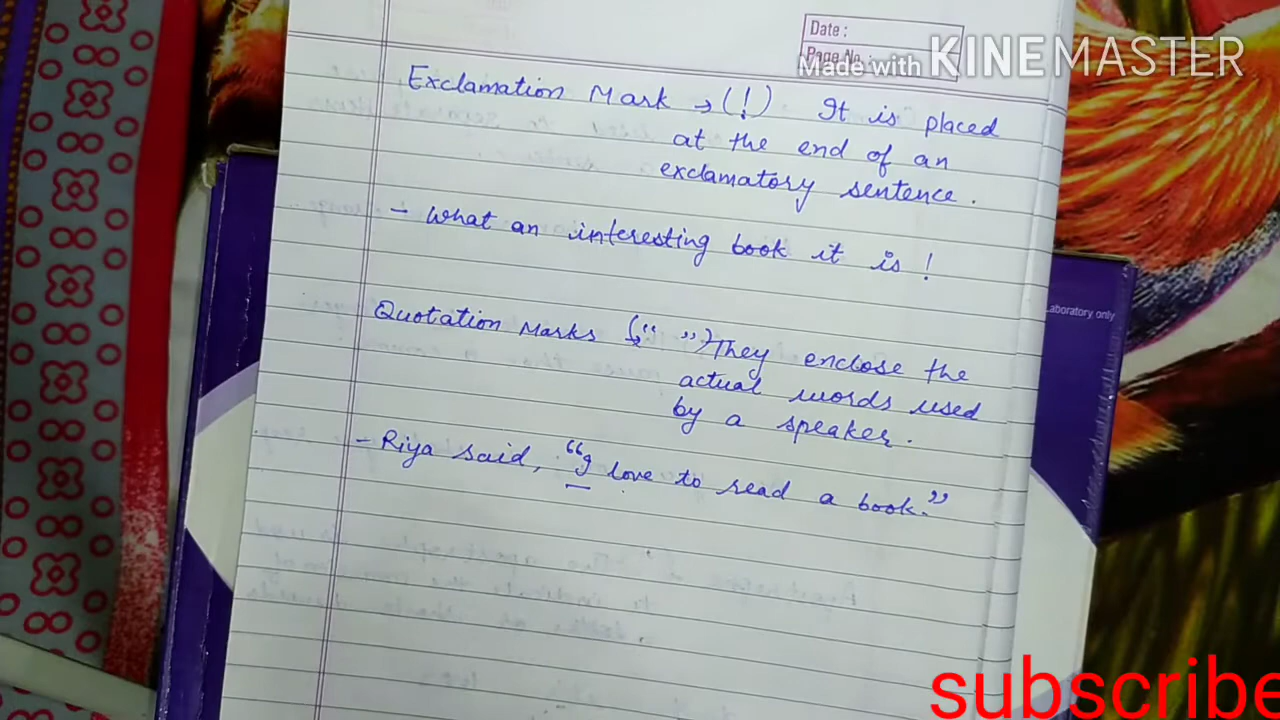 Date :
Page No. :
Made with KINEMASTER
Exclamation Mark → (!) It is placed
at the end of an
exclamatory sentence.
- What an interesting book it is !
Quotation Marks (“ ”) They enclose the
actual words used
by a speaker.
- Riya said, “I love to read a book.”
Laboratory only
subscribe